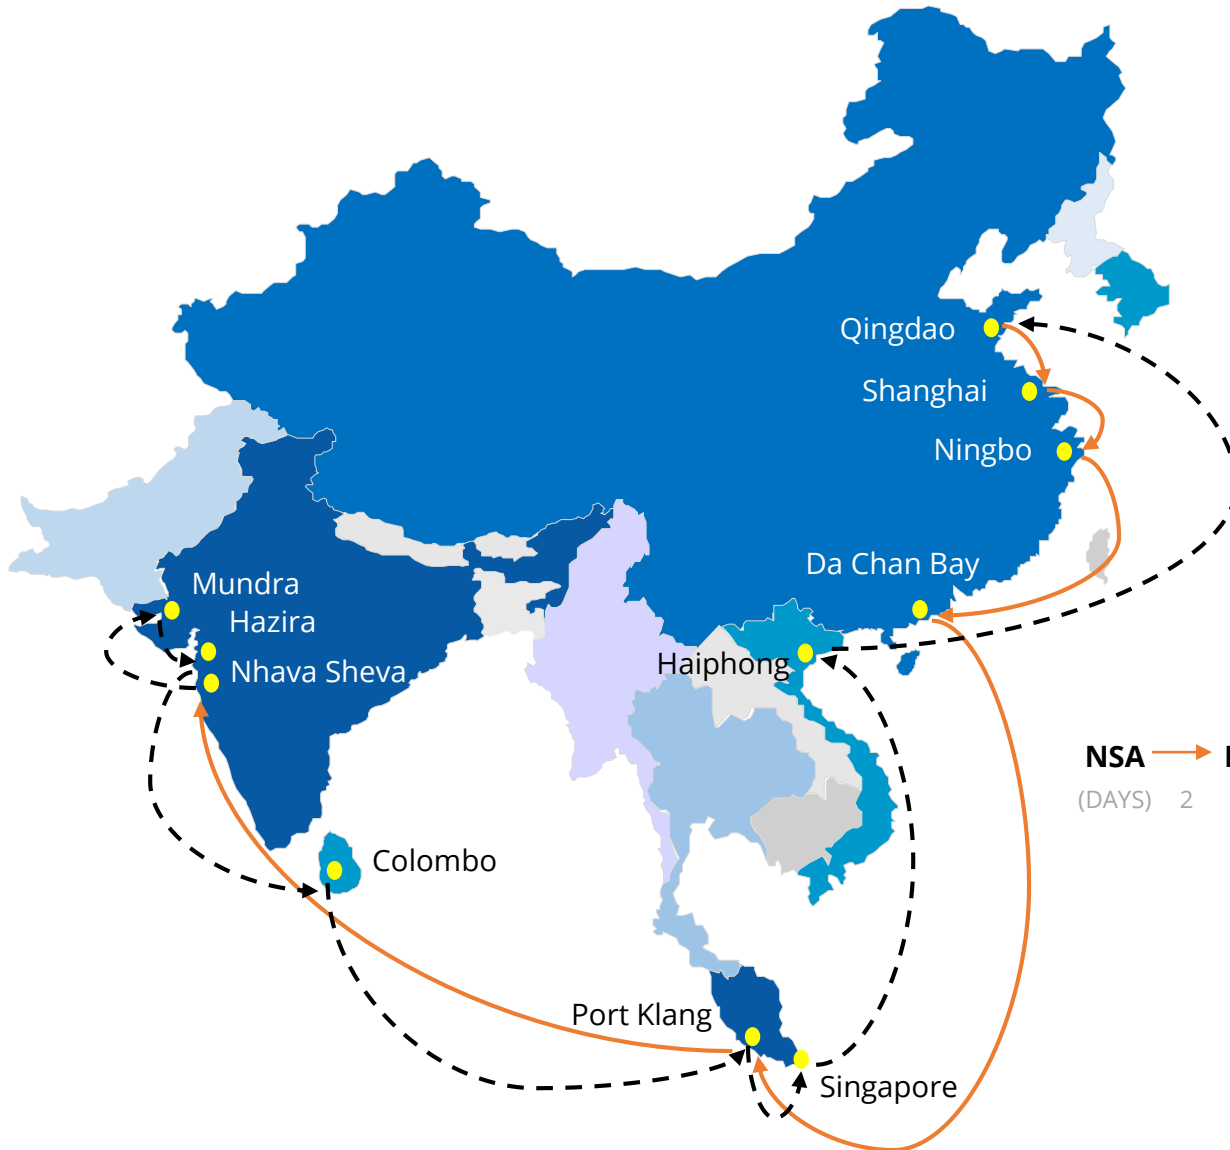 Qingdao
Shanghai
Ningbo
Da Chan Bay
Mundra
Hazira
Nhava Sheva
Haiphong
NSA
(DAYS) 2
Colombo
Port Klang
Singapore